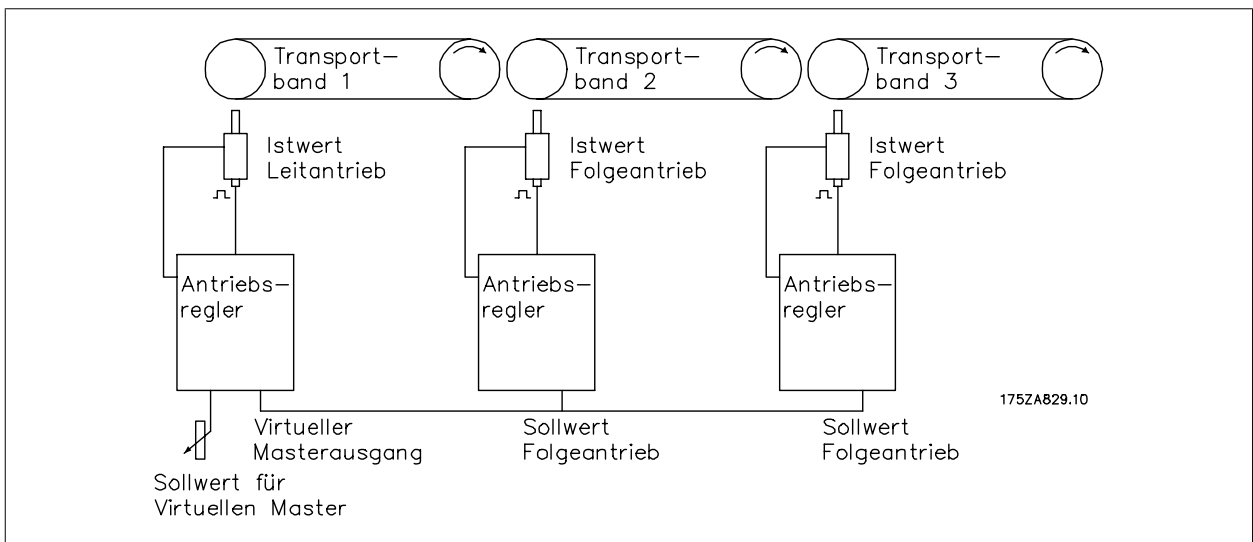 Transport–
band 1
Transport–
band 2
Transport–
band 3
Istwert
Leitantrieb
Istwert
Folgeantrieb
Istwert
Folgeantrieb
Antriebs–
regler
Antriebs–
regler
Antriebs–
regler
175ZA829.10
Virtueller
Masterausgang
Sollwert
Folgeantrieb
Sollwert
Folgeantrieb
Sollwert für
Virtuellen Master